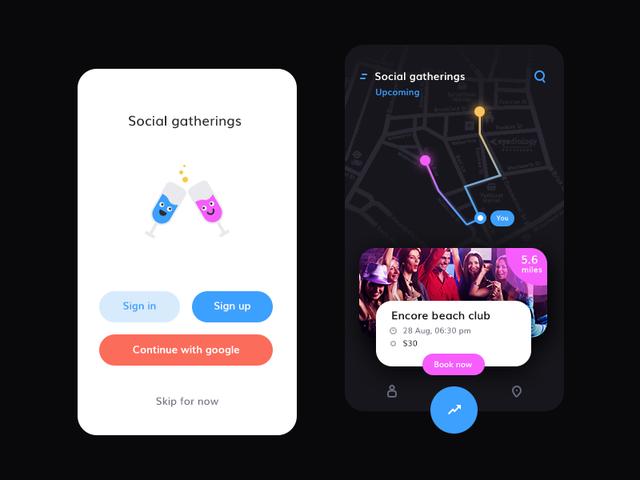 Social gatherings
Sign in
Sign up
Continue with google
Skip for now
Social gatherings
Upcoming
You
5.6
miles
Encore beach club
28 Aug, 06:30 pm
$30
Book now